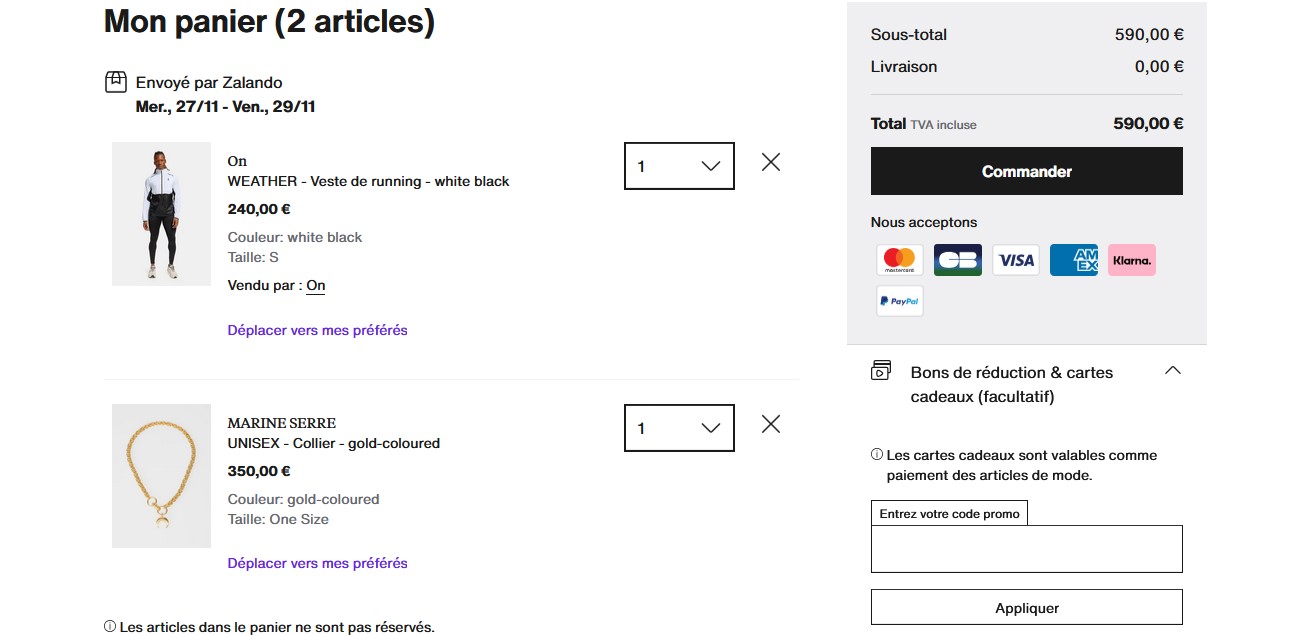 Mon panier (2 articles)
Envoyé par Zalando
Mer., 27/11 - Ven., 29/11
On
WEATHER - Veste de running - white black
240,00 €
Couleur: white black
Taille: S
Vendu par : On
Déplacer vers mes préférés
1
MARINE SERRE
UNISEX - Collier - gold-coloured
350,00 €
Couleur: gold-coloured
Taille: One Size
Déplacer vers mes préférés
1
Les articles dans le panier ne sont pas réservés.
Sous-total 590,00 €
Livraison 0,00 €
Total TVA incluse 590,00 €
Commander
Nous acceptons
mastercard CB VISA AMEX Klarna.
PayPal
Bons de réduction & cartes
cadeaux (facultatif)
Les cartes cadeaux sont valables comme
paiement des articles de mode.
Entrez votre code promo
Appliquer